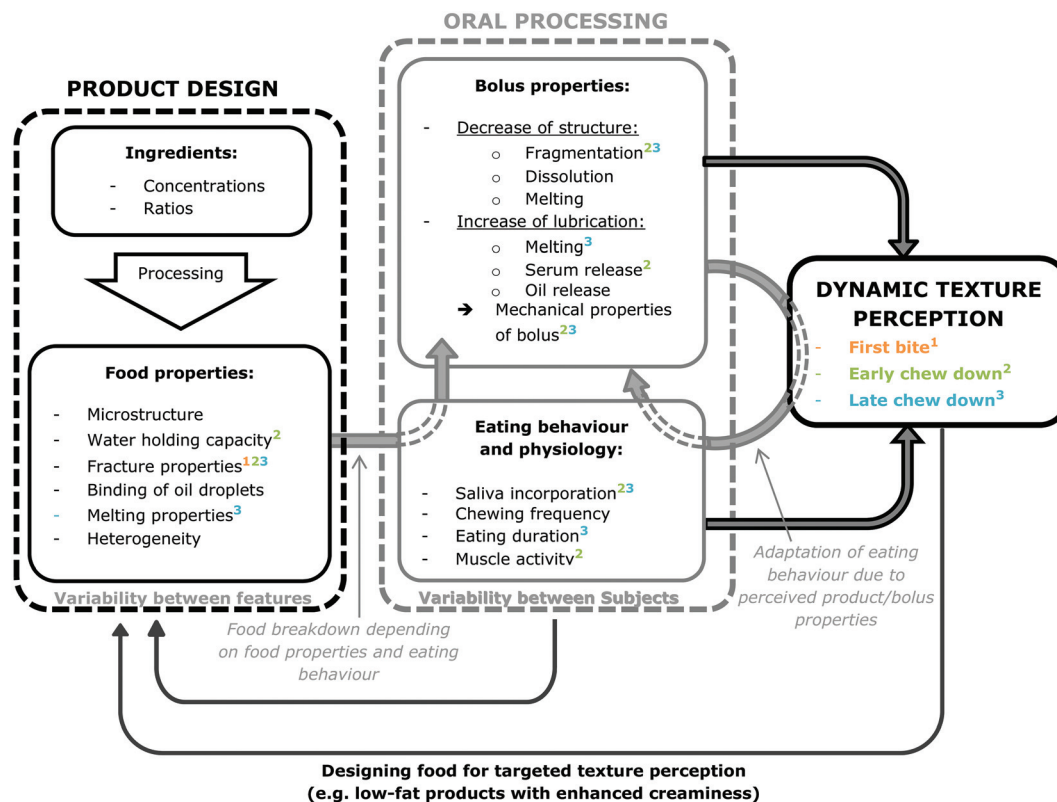 ORAL PROCESSING
PRODUCT DESIGN
Ingredients:
- Concentrations
- Ratios
Processing
Food properties:
- Microstructure
- Water holding capacity²
- Fracture properties¹²³
- Binding of oil droplets
- Melting properties³
- Heterogeneity
Variability between features
Bolus properties:
- Decrease of structure:
o Fragmentation²³
o Dissolution
o Melting
- Increase of lubrication:
o Melting³
o Serum release²
o Oil release
➔ Mechanical properties
of bolus²³
Eating behaviour
and physiology:
- Saliva incorporation²³
- Chewing frequency
- Eating duration³
- Muscle activity²
Variability between Subjects
DYNAMIC TEXTURE
PERCEPTION
- First bite¹
- Early chew down²
- Late chew down³
Food breakdown depending
on food properties and eating
behaviour
Adaptation of eating
behaviour due to
perceived product/bolus
properties
Designing food for targeted texture perception
(e.g. low-fat products with enhanced creaminess)